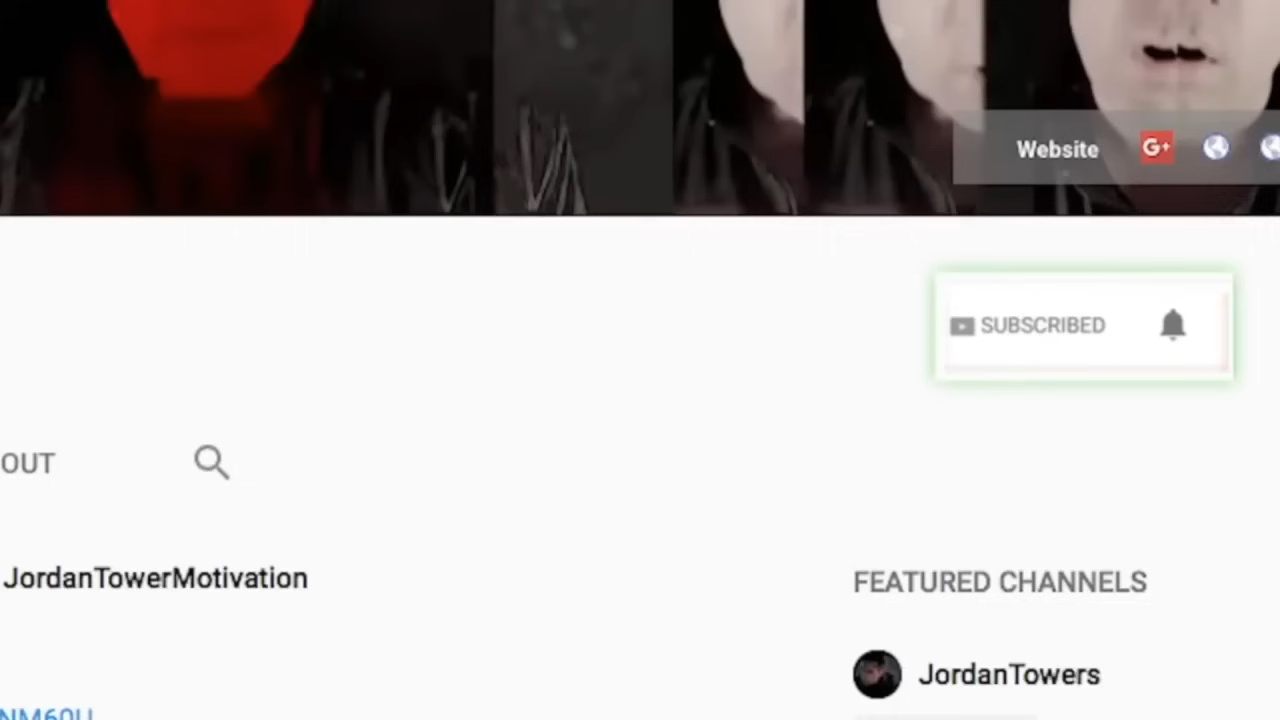 Website G+
SUBSCRIBED
OUT
JordanTowerMotivation
FEATURED CHANNELS
JordanTowers